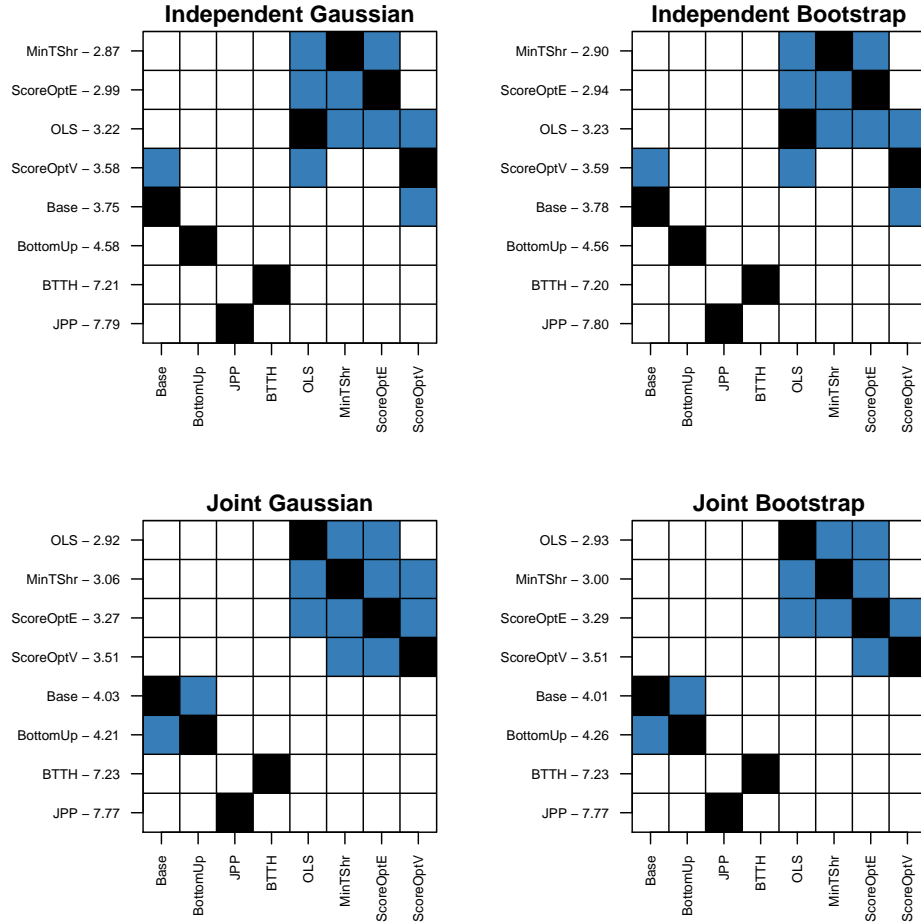 Independent Gaussian
MinTShr − 2.87
ScoreOptE − 2.99
OLS − 3.22
ScoreOptV − 3.58
Base − 3.75
BottomUp − 4.58
BTTH − 7.21
JPP − 7.79
Base
BottomUp
JPP
BTTH
OLS
MinTShr
ScoreOptE
ScoreOptV
Independent Bootstrap
MinTShr − 2.90
ScoreOptE − 2.94
OLS − 3.23
ScoreOptV − 3.59
Base − 3.78
BottomUp − 4.56
BTTH − 7.20
JPP − 7.80
Base
BottomUp
JPP
BTTH
OLS
MinTShr
ScoreOptE
ScoreOptV
Joint Gaussian
OLS − 2.92
MinTShr − 3.06
ScoreOptE − 3.27
ScoreOptV − 3.51
Base − 4.03
BottomUp − 4.21
BTTH − 7.23
JPP − 7.77
Base
BottomUp
JPP
BTTH
OLS
MinTShr
ScoreOptE
ScoreOptV
Joint Bootstrap
OLS − 2.93
MinTShr − 3.00
ScoreOptE − 3.29
ScoreOptV − 3.51
Base − 4.01
BottomUp − 4.26
BTTH − 7.23
JPP − 7.77
Base
BottomUp
JPP
BTTH
OLS
MinTShr
ScoreOptE
ScoreOptV